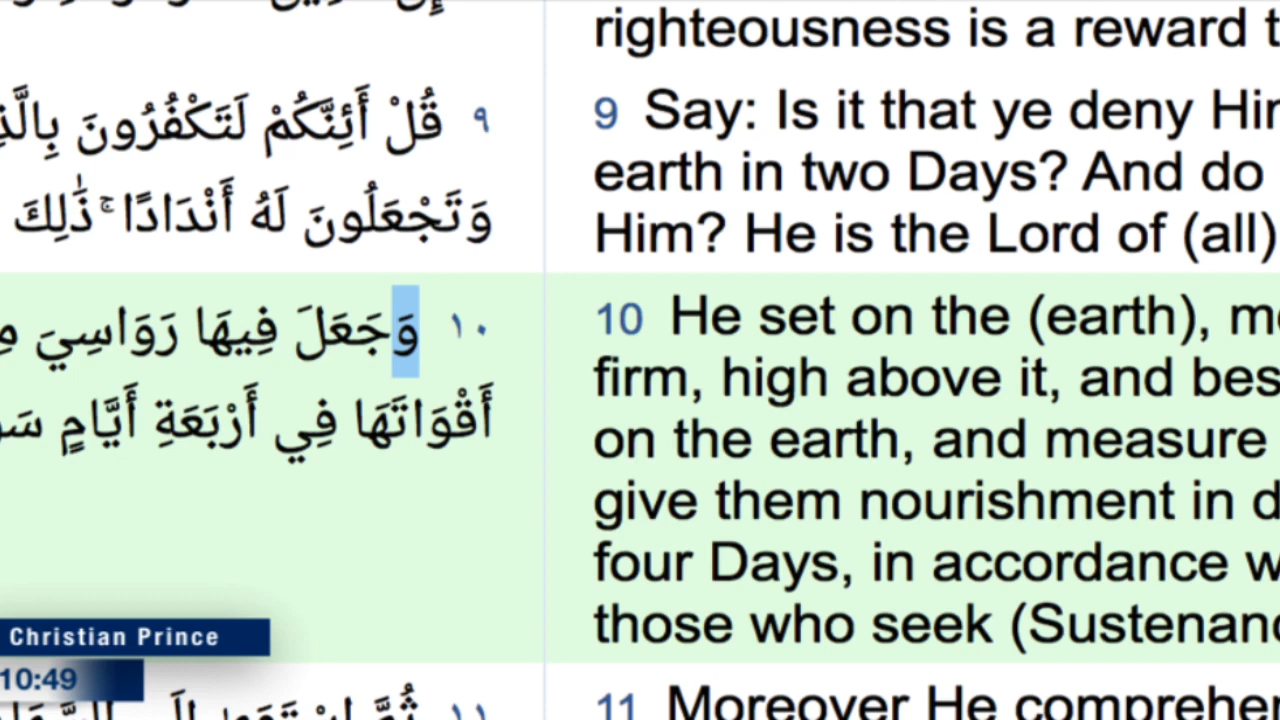 righteousness is a reward
قُلْ أَئِنَّكُمْ لَتَكْفُرُونَ ٩
وَتَجْعَلُونَ لَهُ أَنْدَادًا ۚ ذَٰلِكَ
9 Say: Is it that ye deny
earth in two Days? And do
Him? He is the Lord of (all)
وَجَعَلَ فِيهَا رَوَاسِيَ ١٠
أَقْوَاتَهَا فِي أَرْبَعَةِ أَيَّامٍ
10 He set on the (earth),
firm, high above it, and
on the earth, and measure
give them nourishment in
four Days, in accordance
those who seek
Christian Prince
10:49
١١
11 Moreover He